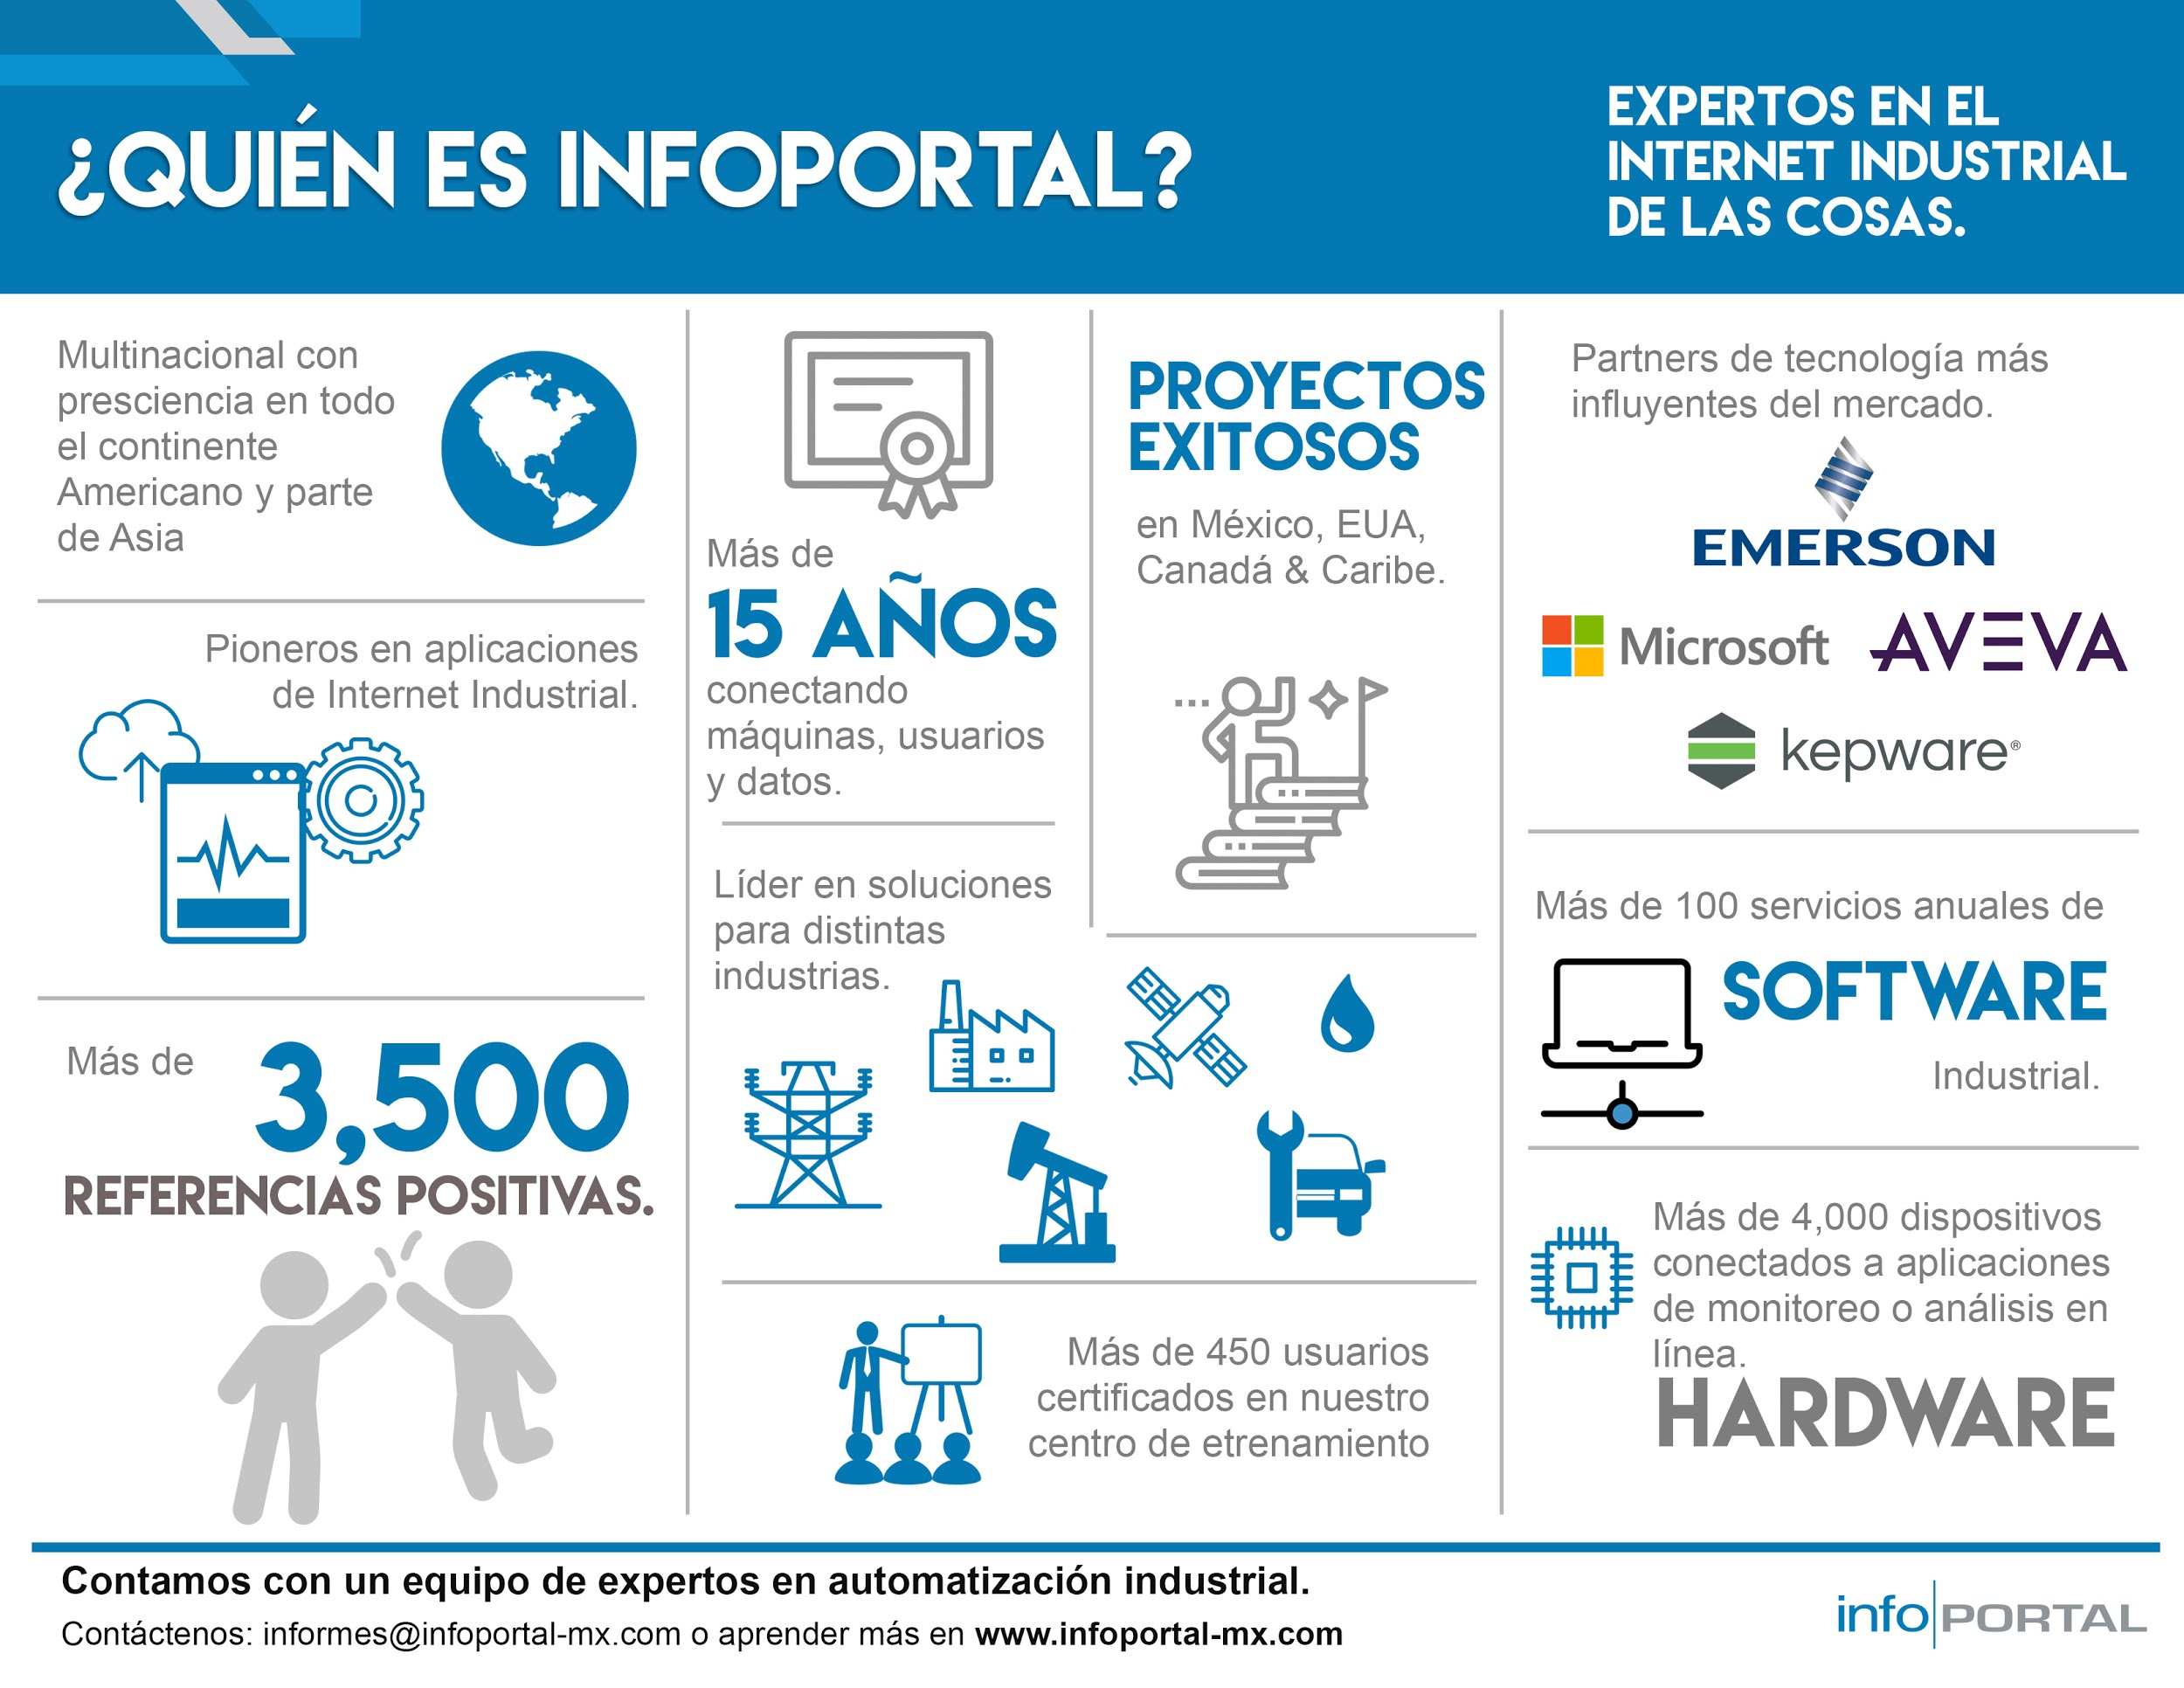 ¿QUIÉN ES INFOPORTAL?
EXPERTOS EN EL
INTERNET INDUSTRIAL
DE LAS COSAS.
Multinacional con
presciencia en todo
el continente
Americano y parte
de Asia
Pioneros en aplicaciones
de Internet Industrial.
Más de
3,500
REFERENCIAS POSITIVAS.
Más de
15 AÑOS
conectando
máquinas, usuarios
y datos.
PROYECTOS
EXITOSOS
en México, EUA,
Canadá & Caribe.
Líder en soluciones
para distintas
industrias.
Más de 450 usuarios
certificados en nuestro
centro de etrenamiento
Partners de tecnología más
influyentes del mercado.
EMERSON
Microsoft
AVEVA
kepware®
Más de 100 servicios anuales de
SOFTWARE
Industrial.
Más de 4,000 dispositivos
conectados a aplicaciones
de monitoreo o análisis en
línea.
HARDWARE
Contamos con un equipo de expertos en automatización industrial.
Contáctenos: informes@infoportal-mx.com o aprender más en www.infoportal-mx.com
info PORTAL